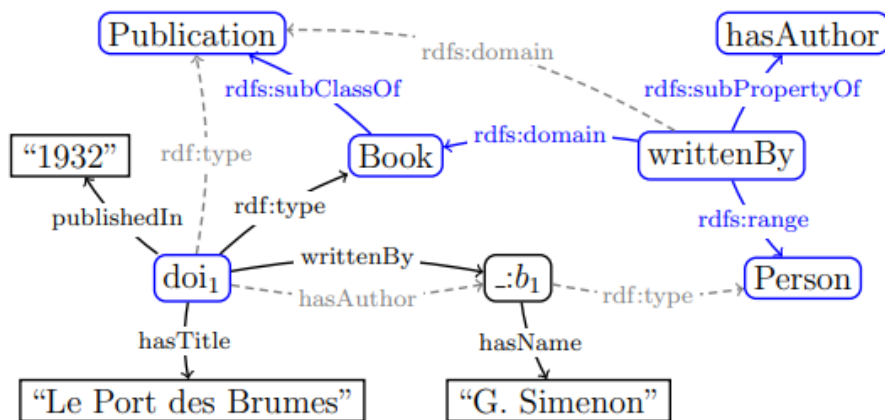 Publication
hasAuthor
rdfs:domain
rdfs:subClassOf
rdfs:subPropertyOf
“1932”
rdf:type
Book
rdfs:domain
writtenBy
publishedIn
rdf:type
rdfs:range
doi₁
writtenBy
hasAuthor
_:b₁
rdf:type
Person
hasTitle
hasName
“Le Port des Brumes”
“G. Simenon”